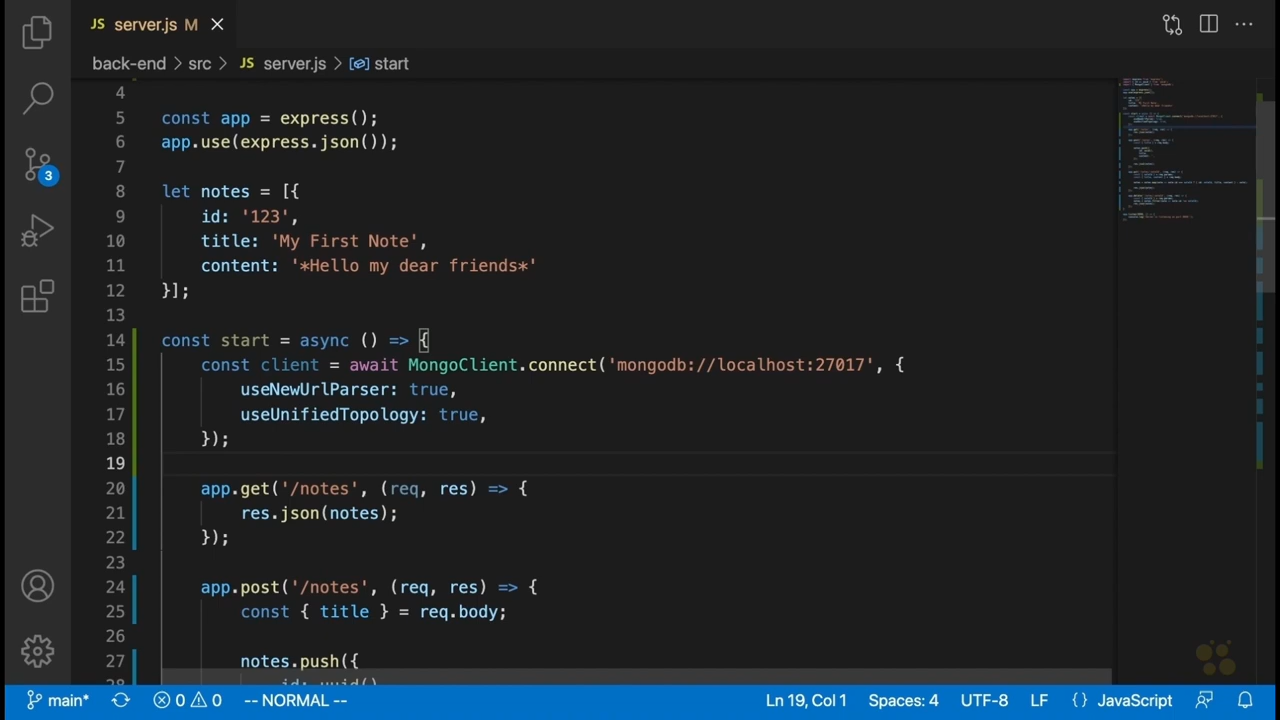 JS server.js M
back-end > src > JS server.js > start
4
5 const app = express();
6 app.use(express.json());
7
8 let notes = [{
9 id: '123',
10 title: 'My First Note',
11 content: '*Hello my dear friends*'
12 }];
13
14 const start = async () => {
15 const client = await MongoClient.connect('mongodb://localhost:27017', {
16 useNewUrlParser: true,
17 useUnifiedTopology: true,
18 });
19
20 app.get('/notes', (req, res) => {
21 res.json(notes);
22 });
23
24 app.post('/notes', (req, res) => {
25 const { title } = req.body;
26
27 notes.push({
28 id: uuid()
3
main* 0 0 -- NORMAL -- Ln 19, Col 1 Spaces: 4 UTF-8 LF {} JavaScript